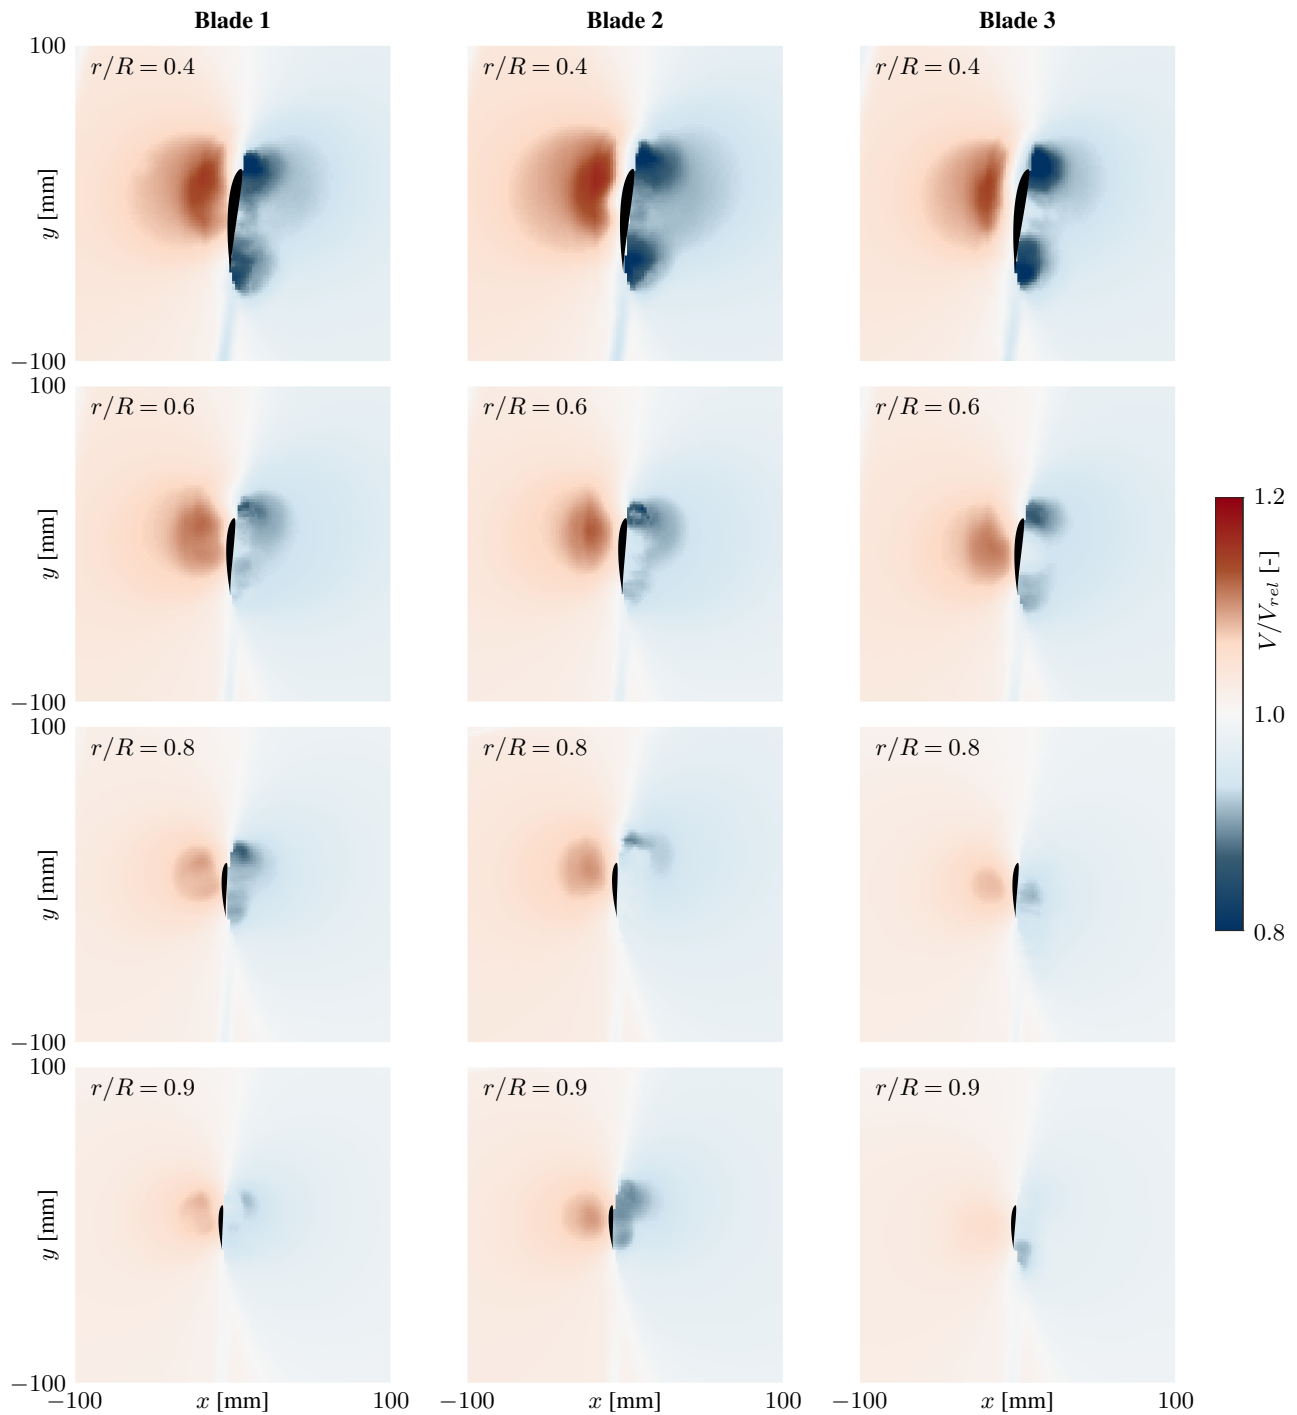 Blade 1 Blade 2 Blade 3
100
r/R = 0.4 r/R = 0.4 r/R = 0.4
y [mm]
−100
100
r/R = 0.6 r/R = 0.6 r/R = 0.6
y [mm]
−100
1.2
V/V_rel [-]
1.0
0.8
100
r/R = 0.8 r/R = 0.8 r/R = 0.8
y [mm]
−100
100
r/R = 0.9 r/R = 0.9 r/R = 0.9
y [mm]
−100
−100 x [mm] 100 −100 x [mm] 100 −100 x [mm] 100